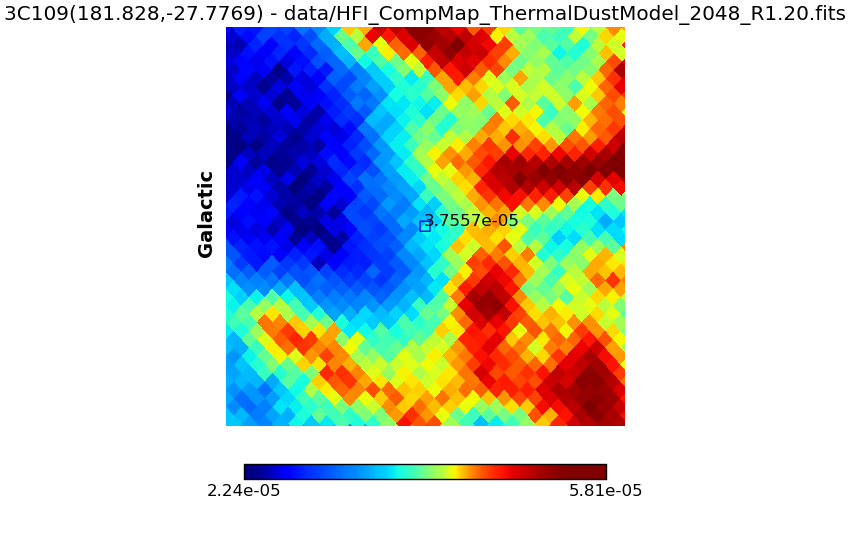 3C109(181.828,-27.7769) - data/HFI_CompMap_ThermalDustModel_2048_R1.20.fits
Galactic
3.7557e-05
2.24e-05 5.81e-05